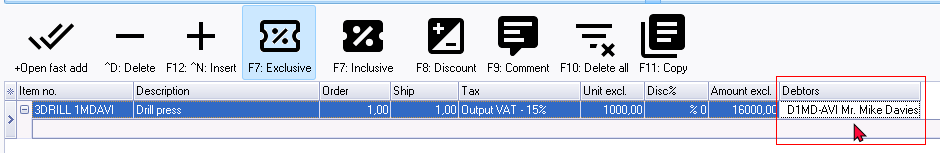 +Open fast add ^D: Delete F12: ^N: Insert F7: Exclusive F7: Inclusive F8: Discount F9: Comment F10: Delete all F11: Copy
Item no. Description Order Ship Tax Unit excl. Disc% Amount excl. Debtors
3DRILL 1MDAVI Drill press 1,00 1,00 Output VAT - 15% 1000,00 % 0 16000,00 D1MD-AVI Mr. Mike Davies